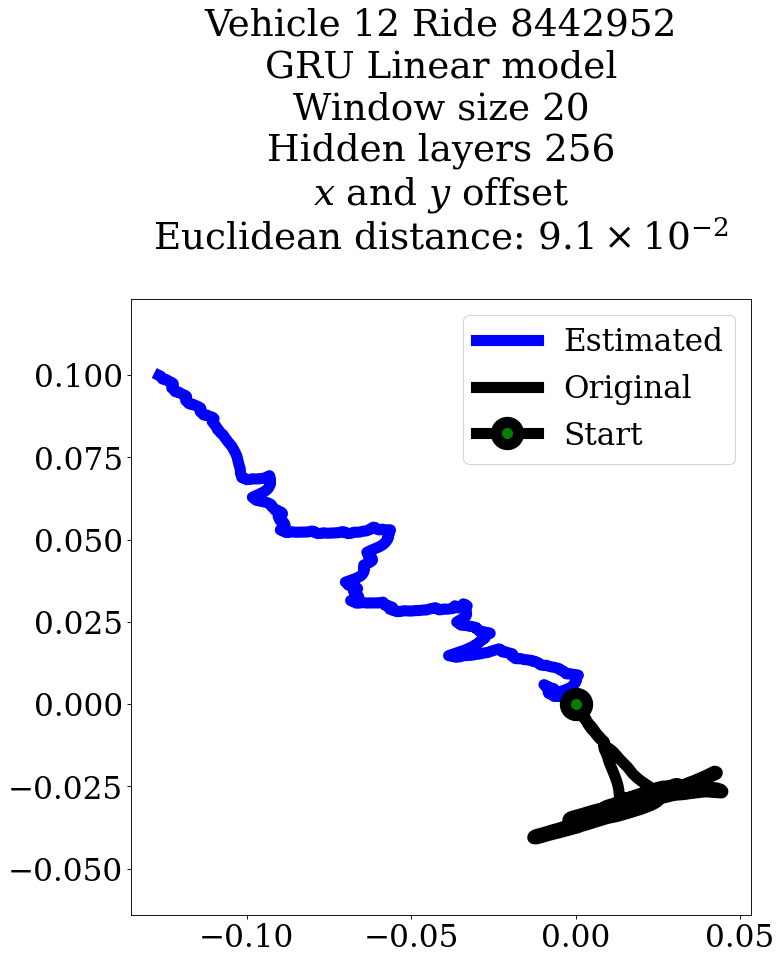 Vehicle 12 Ride 8442952
GRU Linear model
Window size 20
Hidden layers 256
x and y offset
Euclidean distance: 9.1 × 10⁻²
Estimated
Original
Start
0.100
0.075
0.050
0.025
0.000
−0.025
−0.050
−0.10
−0.05
0.00
0.05